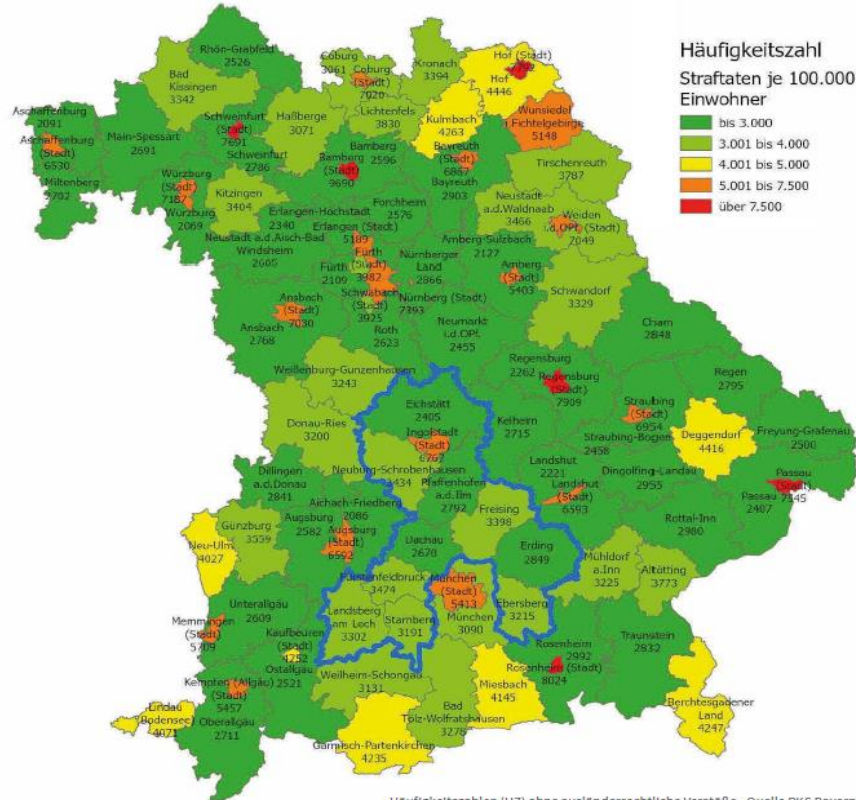 Häufigkeitszahl
Straftaten je 100.000
Einwohner
bis 3.000
3.001 bis 4.000
4.001 bis 5.000
5.001 bis 7.500
über 7.500
Rhön-Grabfeld
2526
Bad
Kissingen
3342
Coburg
3061
Coburg
(Stadt)
7020
Kronach
3394
Hof (Stadt)
Hof
4446
Aschaffenburg
2091
Aschaffenburg
(Stadt)
6530
Main-Spessart
2691
Schweinfurt
(Stadt)
7691
Schweinfurt
2786
Haßberge
3071
Lichtenfels
3830
Kulmbach
4263
Wunsiedel
i Fichtelgebirge
5148
Miltenberg
2702
Würzburg
(Stadt)
7187
Würzburg
2069
Kitzingen
3404
Bamberg
2596
Bamberg
(Stadt)
9690
Bayreuth
(Stadt)
6867
Bayreuth
2903
Tirschenreuth
3787
Forchheim
2576
Erlangen-Höchstadt
2340
Erlangen (Stadt)
5189
Neustadt a.d.Aisch-Bad
Windsheim
2605
Neustadt
a.d.Waldnaab
3466
Weiden
i.d.OPf. (Stadt)
7049
Fürth
(Stadt)
3982
Fürth
2109
Nürnberger
Land
2866
Amberg-Sulzbach
2127
Amberg
(Stadt)
5403
Schwandorf
3329
Ansbach
(Stadt)
7030
Ansbach
2768
Schwabach
(Stadt)
3925
Nürnberg (Stadt)
7393
Roth
2623
Neumarkt
i.d.OPf.
2455
Cham
2848
Weißenburg-Gunzenhausen
3243
Regensburg
2262
Regensburg
(Stadt)
7909
Regen
2795
Donau-Ries
3200
Eichstätt
2405
Ingolstadt
(Stadt)
6767
Kelheim
2715
Straubing
(Stadt)
6954
Straubing-Bogen
2458
Deggendorf
4416
Freyung-Grafenau
2500
Neuburg-Schrobenhausen
3434
Dillingen
a.d.Donau
2841
Pfaffenhofen
a.d.Ilm
2792
Landshut
2221
Landshut
(Stadt)
6593
Dingolfing-Landau
2955
Passau
(Stadt)
Passau
2407
Aichach-Friedberg
2086
Günzburg
3559
Augsburg
2582
Augsburg
(Stadt)
6592
Freising
3398
Rottal-Inn
2980
Neu-Ulm
4027
Dachau
2670
Erding
2849
Mühldorf
a.Inn
3225
Altötting
3773
Fürstenfeldbruck
3474
München
(Stadt)
5413
München
3090
Ebersberg
3215
Unterallgäu
2609
Landsberg
am Lech
3302
Starnberg
3191
Memmingen
(Stadt)
5709
Kaufbeuren
(Stadt)
4252
Ostallgäu
2521
Rosenheim
2992
Rosenheim (Stadt)
8024
Traunstein
2832
Kempten (Allgäu)
(Stadt)
5457
Weilheim-Schongau
3131
Miesbach
4145
Lindau
(Bodensee)
4071
Oberallgäu
2711
Bad
Tölz-Wolfratshausen
3278
Berchtesgadener
Land
4247
Garmisch-Partenkirchen
4235